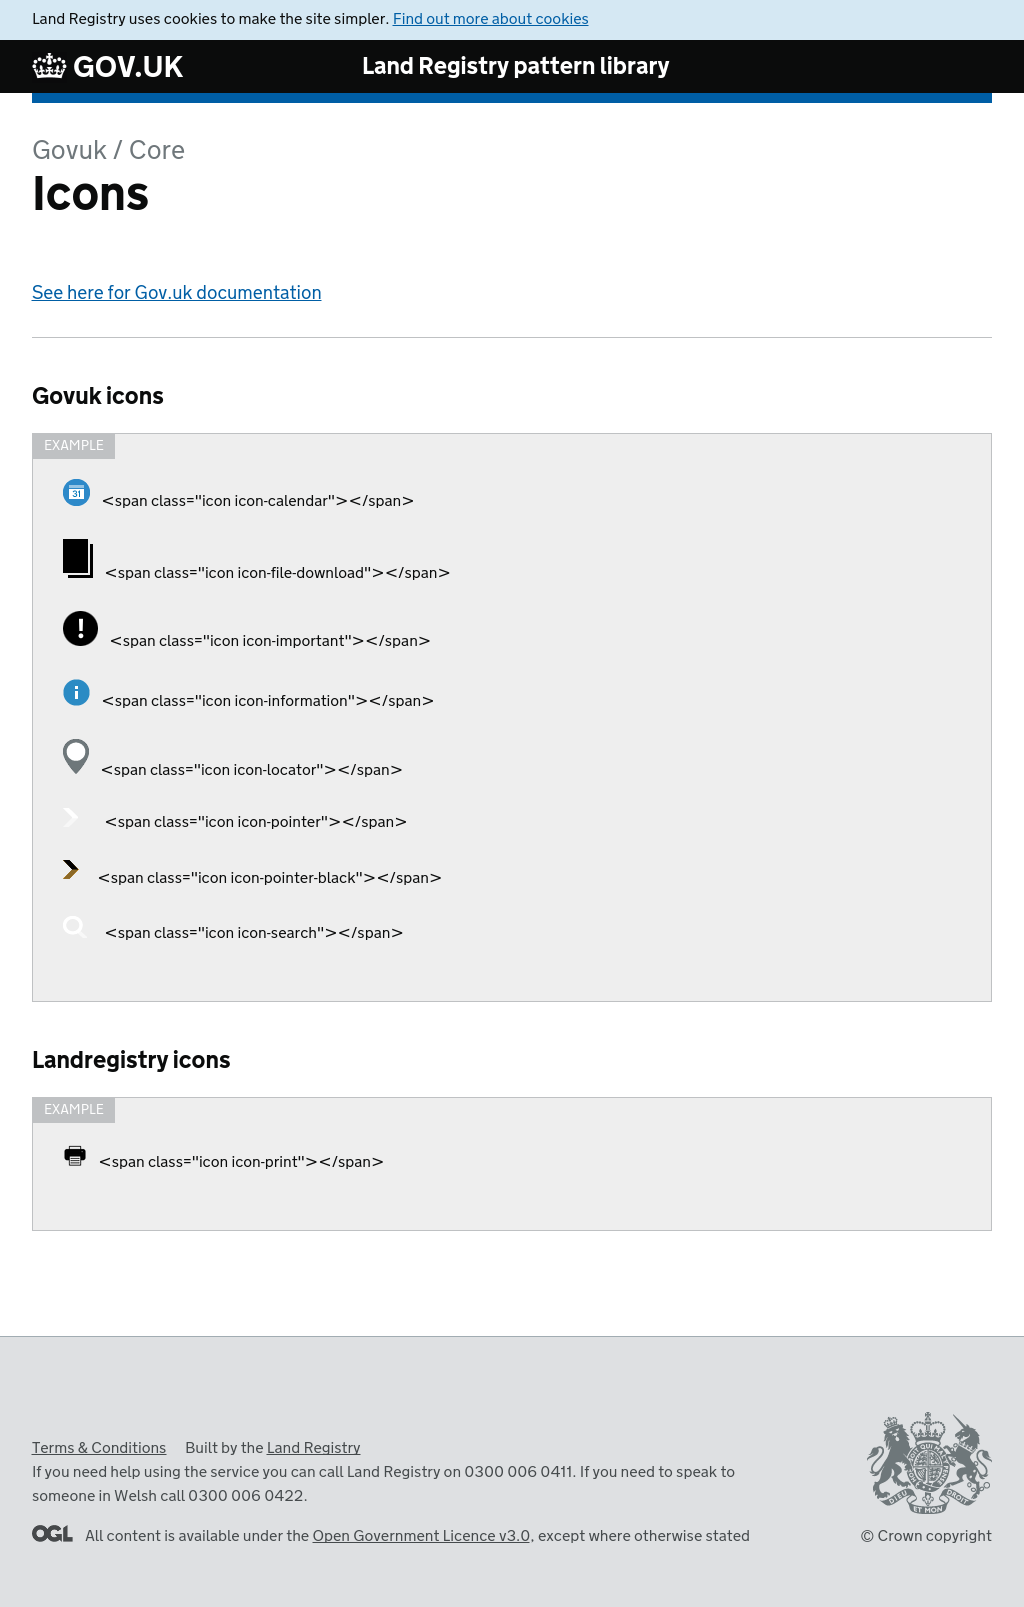 Land Registry uses cookies to make the site simpler. Find out more about cookies
GOV.UK
Land Registry pattern library
Govuk / Core
Icons
See here for Gov.uk documentation
Govuk icons
EXAMPLE
31
<span class="icon icon-calendar"></span>
<span class="icon icon-file-download"></span>
<span class="icon icon-important"></span>
<span class="icon icon-information"></span>
<span class="icon icon-locator"></span>
<span class="icon icon-pointer"></span>
<span class="icon icon-pointer-black"></span>
<span class="icon icon-search"></span>
Landregistry icons
EXAMPLE
<span class="icon icon-print"></span>
Terms & Conditions Built by the Land Registry
If you need help using the service you can call Land Registry on 0300 006 0411. If you need to speak to
someone in Welsh call 0300 006 0422.
OGL All content is available under the Open Government Licence v3.0, except where otherwise stated
DIEU ET MON DROIT
© Crown copyright